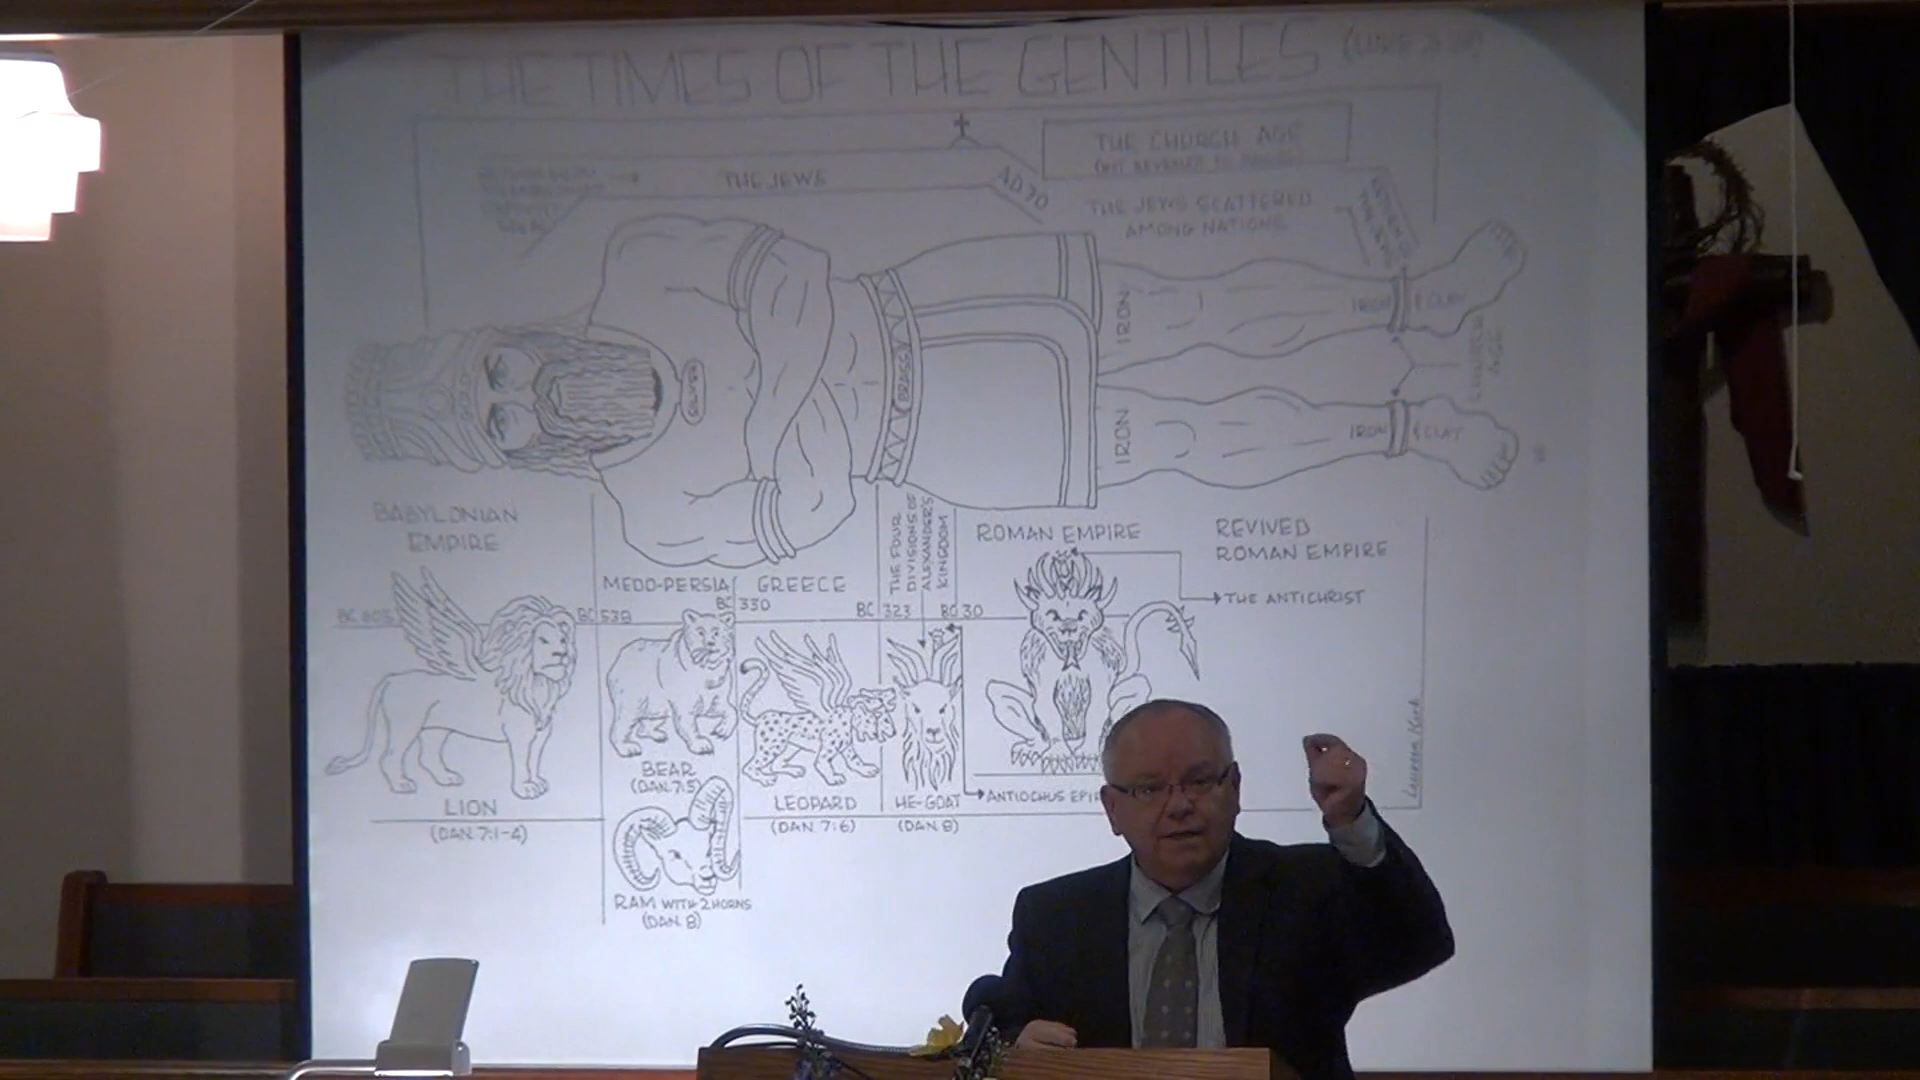 THE TIMES OF THE GENTILES
THE CHURCH AGE
THE JEWS
AD 70
THE JEWS SCATTERED
AMONG NATIONS
GOLD
SILVER
BRASS
IRON
IRON
IRON
& CLAY
IRON
& CLAY
BABYLONIAN
EMPIRE
MEDO-PERSIA
GREECE
THE FOUR
DIVISIONS OF
ALEXANDER'S
KINGDOM
ROMAN EMPIRE
REVIVED
ROMAN EMPIRE
THE ANTICHRIST
BC 605
BC 538
BC 330
BC 323
BC 30
LION
(DAN. 7:1-4)
BEAR
(DAN. 7:5)
RAM WITH 2 HORNS
(DAN. 8)
LEOPARD
(DAN. 7:6)
HE-GOAT
(DAN. 8)
ANTIOCHUS EPI